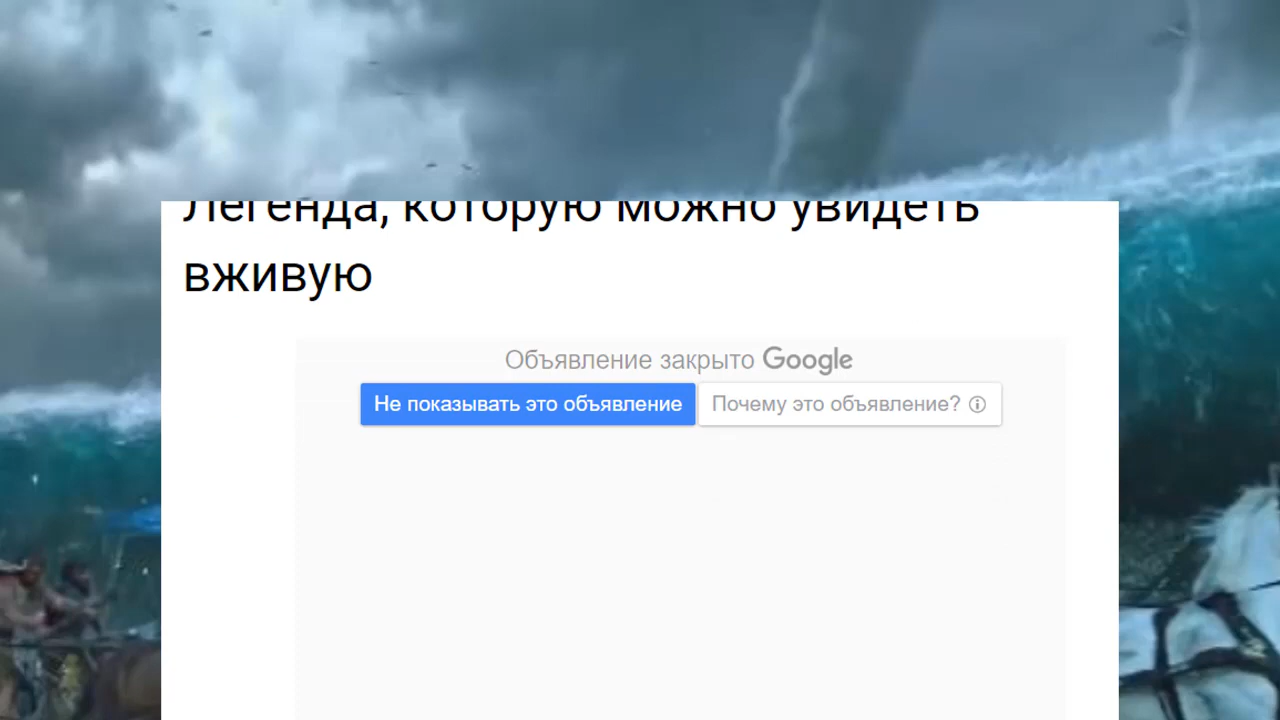 Легенда, которую можно увидеть
вживую
Объявление закрыто Google
Не показывать это объявление
Почему это объявление?